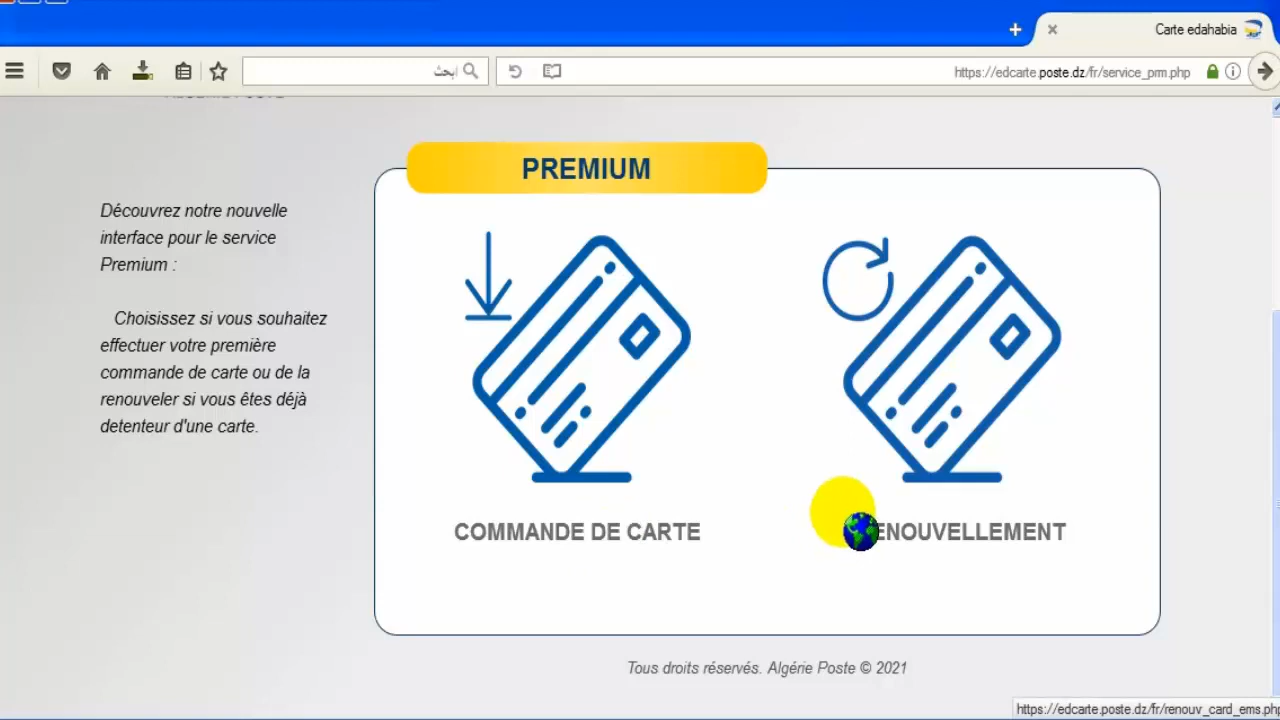 Carte edahabia
ابحث
https://edcarte.poste.dz/fr/service_prm.php
PREMIUM
Découvrez notre nouvelle
interface pour le service
Premium :
Choisissez si vous souhaitez
effectuer votre première
commande de carte ou de la
renouveler si vous êtes déjà
detenteur d'une carte.
COMMANDE DE CARTE
ENOUVELLEMENT
Tous droits réservés. Algérie Poste © 2021
https://edcarte.poste.dz/fr/renouv_card_ems.php